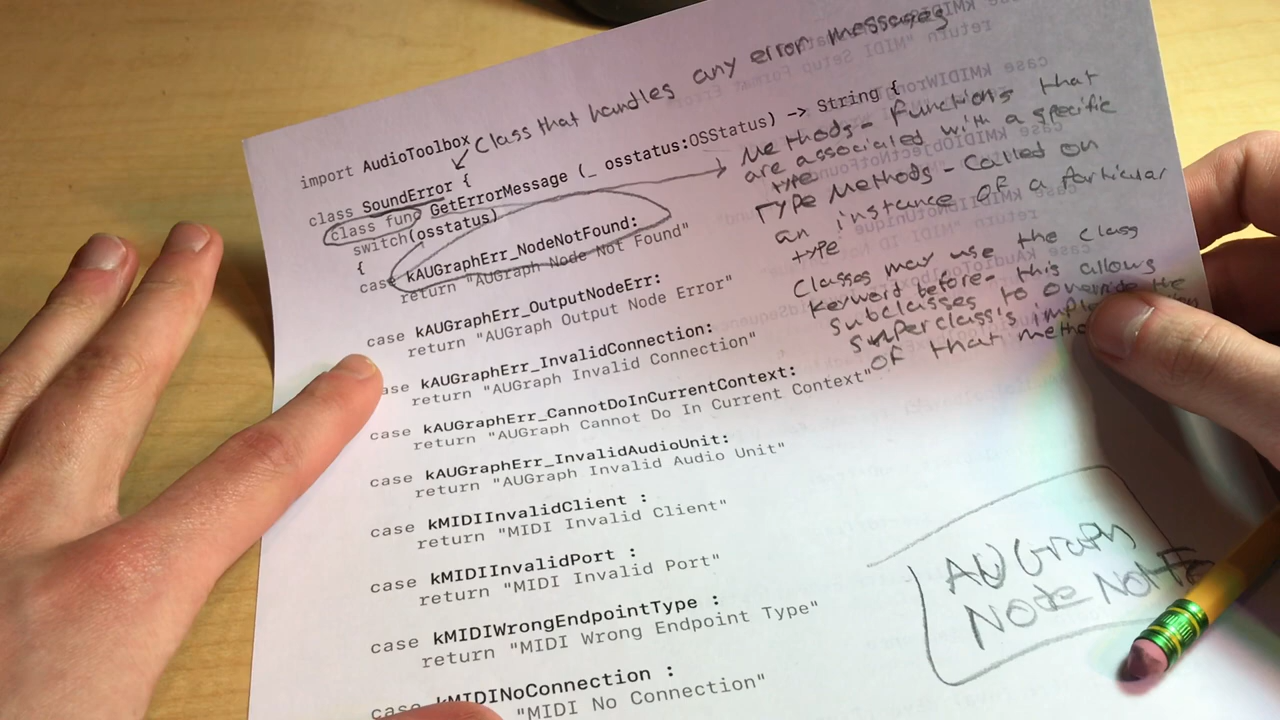 Class that handles any error messages
import AudioToolbox
class SoundError {
class func GetErrorMessage (_ osstatus:OSStatus) -> String {
switch(osstatus)
{
case kAUGraphErr_NodeNotFound:
return "AUGraph Node Not Found"
case kAUGraphErr_OutputNodeErr:
return "AUGraph Output Node Error"
case kAUGraphErr_InvalidConnection:
return "AUGraph Invalid Connection"
case kAUGraphErr_CannotDoInCurrentContext:
return "AUGraph Cannot Do In Current Context"
case kAUGraphErr_InvalidAudioUnit:
return "AUGraph Invalid Audio Unit"
case kMIDIInvalidClient :
return "MIDI Invalid Client"
case kMIDIInvalidPort :
return "MIDI Invalid Port"
case kMIDIWrongEndpointType :
return "MIDI Wrong Endpoint Type"
case kMIDINoConnection :
"MIDI No Connection"
Methods - functions that
are associated with a specific
type
Type Methods - Called on
an instance of a particular
type
Classes may use the class
keyword before - this allows
subclasses to override the
superclass's
of that
AUGraph
Node Not